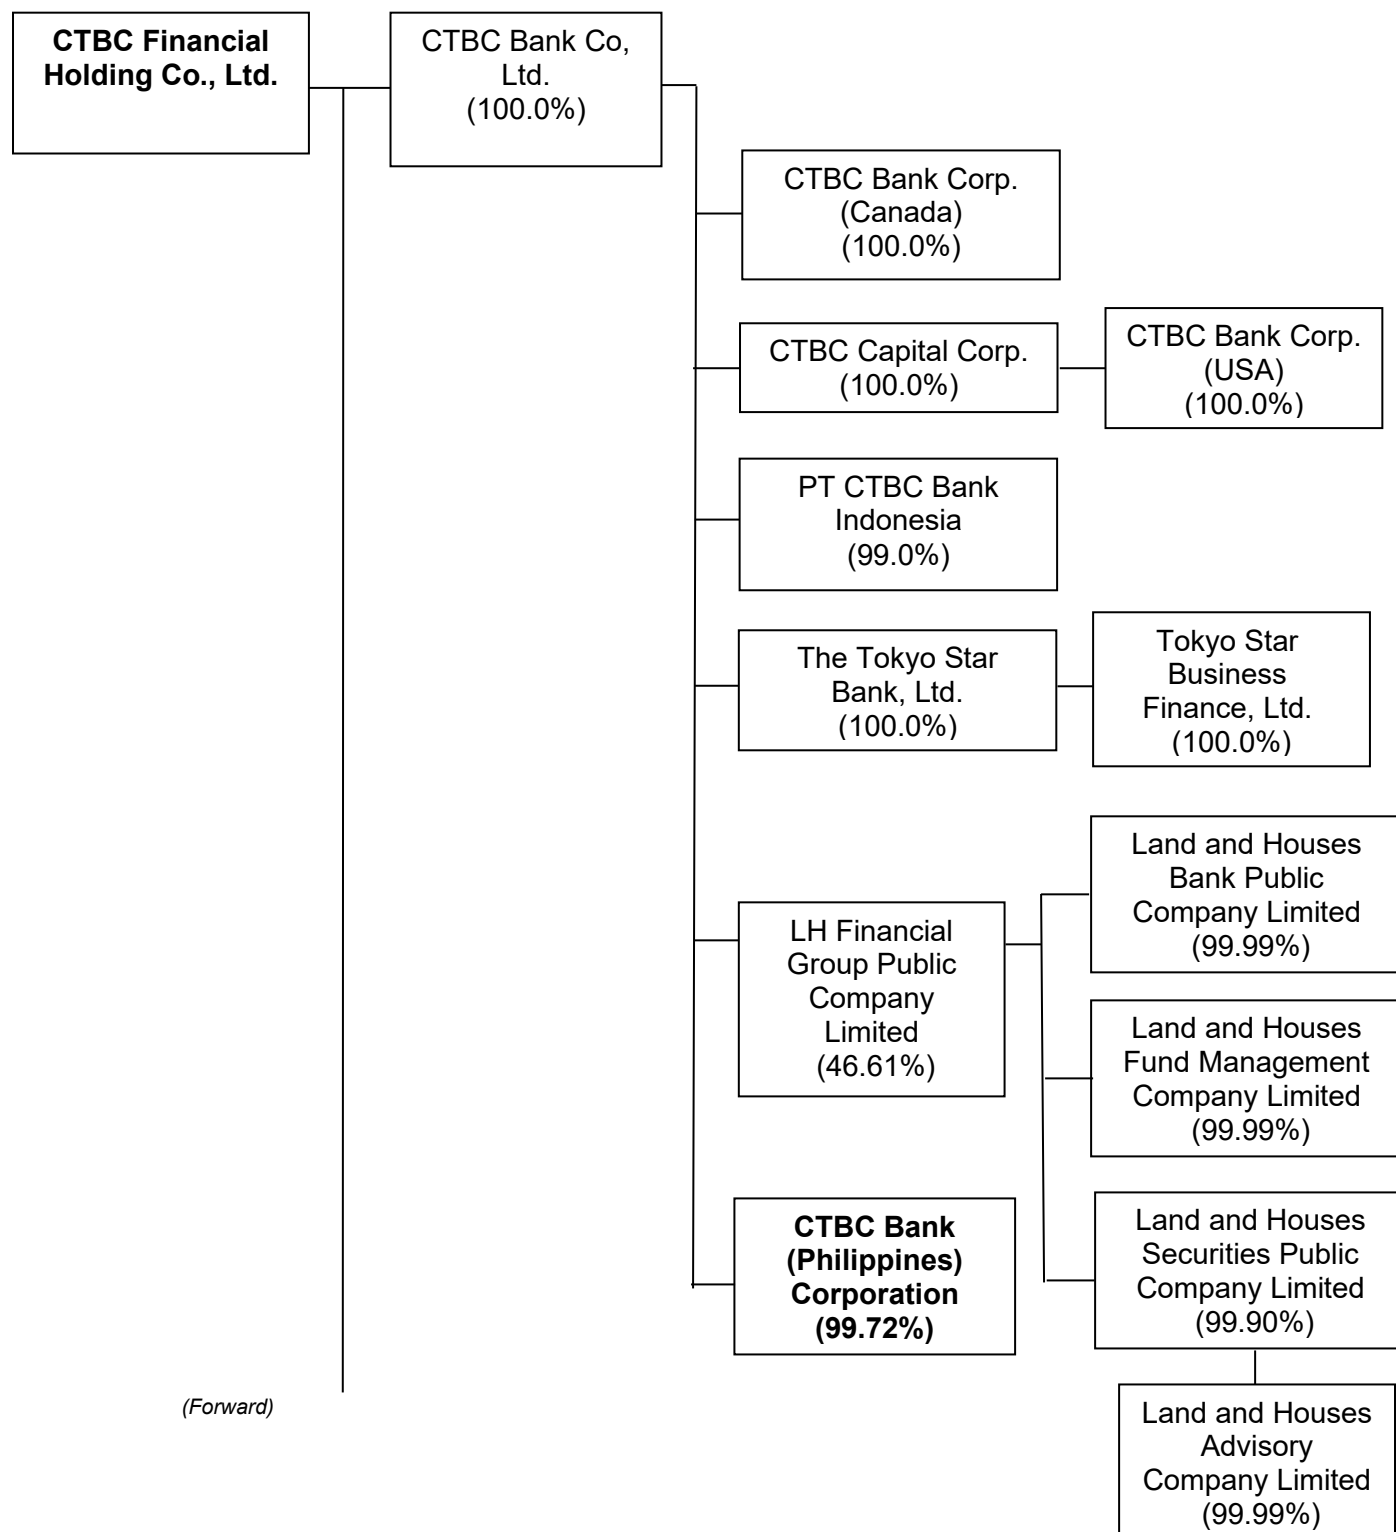 CTBC Financial
Holding Co., Ltd.
CTBC Bank Co,
Ltd.
(100.0%)
CTBC Bank Corp.
(Canada)
(100.0%)
CTBC Capital Corp.
(100.0%)
CTBC Bank Corp.
(USA)
(100.0%)
PT CTBC Bank
Indonesia
(99.0%)
The Tokyo Star
Bank, Ltd.
(100.0%)
Tokyo Star
Business
Finance, Ltd.
(100.0%)
LH Financial
Group Public
Company
Limited
(46.61%)
Land and Houses
Bank Public
Company Limited
(99.99%)
Land and Houses
Fund Management
Company Limited
(99.99%)
CTBC Bank
(Philippines)
Corporation
(99.72%)
Land and Houses
Securities Public
Company Limited
(99.90%)
Land and Houses
Advisory
Company Limited
(99.99%)
(Forward)